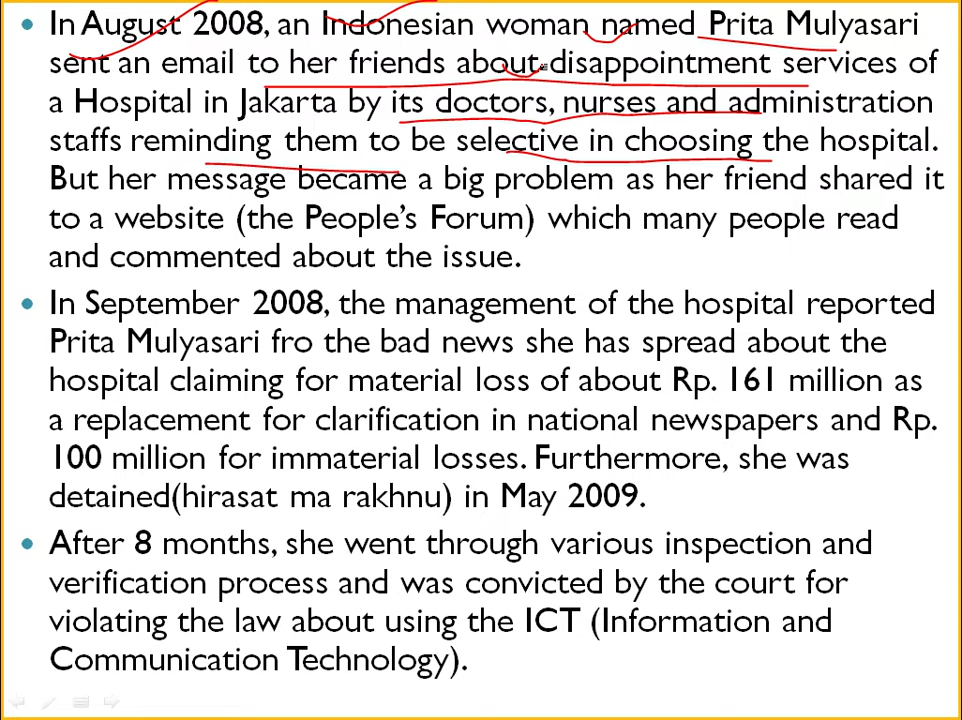 In August 2008, an Indonesian woman named Prita Mulyasari
sent an email to her friends about disappointment services of
a Hospital in Jakarta by its doctors, nurses and administration
staffs reminding them to be selective in choosing the hospital.
But her message became a big problem as her friend shared it
to a website (the People's Forum) which many people read
and commented about the issue.
In September 2008, the management of the hospital reported
Prita Mulyasari fro the bad news she has spread about the
hospital claiming for material loss of about Rp. 161 million as
a replacement for clarification in national newspapers and Rp.
100 million for immaterial losses. Furthermore, she was
detained(hirasat ma rakhnu) in May 2009.
After 8 months, she went through various inspection and
verification process and was convicted by the court for
violating the law about using the ICT (Information and
Communication Technology).